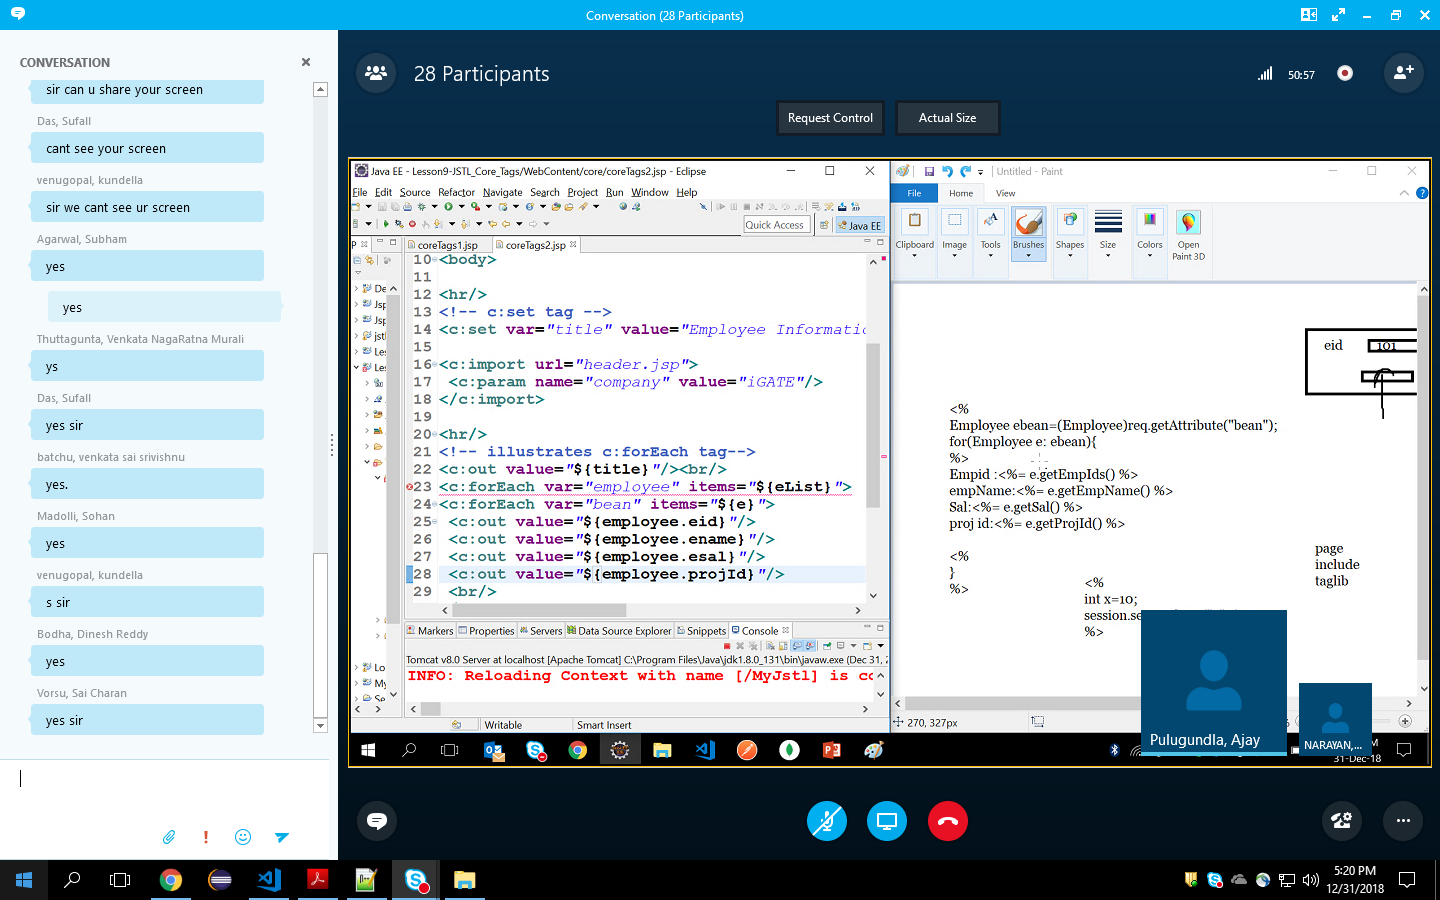 Conversation (28 Participants)
CONVERSATION
sir can u share your screen
Das, Sufall
cant see your screen
venugopal, kundella
sir we cant see ur screen
Agarwal, Subham
yes
yes
Thuttagunta, Venkata NagaRatna Murali
ys
Das, Sufall
yes sir
batchu, venkata sai srivishnu
yes.
Madolli, Sohan
yes
venugopal, kundella
s sir
Bodha, Dinesh Reddy
yes
Vorsu, Sai Charan
yes sir
28 Participants
50:57
Request Control
Actual Size
Java EE - Lesson9-JSTL_Core_Tags/WebContent/core/coreTags2.jsp - Eclipse
File Edit Source Refactor Navigate Search Project Run Window Help
Quick Access
Java EE
P
coreTags1.jsp
coreTags2.jsp
De
Jsp
Jsp
jstl
Les
Les
Lo
My
Se
10 <body>
11
12 <hr/>
13 <!-- c:set tag -->
14 <c:set var="title" value="Employee Informatio
15
16 <c:import url="header.jsp">
17 <c:param name="company" value="iGATE"/>
18 </c:import>
19
20 <hr/>
21 <!-- illustrates c:forEach tag-->
22 <c:out value="${title}"/><br/>
23 <c:forEach var="employee" items="${eList}">
24 <c:forEach var="bean" items="${e}">
25 <c:out value="${employee.eid}"/>
26 <c:out value="${employee.ename}"/>
27 <c:out value="${employee.esal}"/>
28 <c:out value="${employee.projId}"/>
29 <br/>
Markers Properties Servers Data Source Explorer Snippets Console
Tomcat v8.0 Server at localhost [Apache Tomcat] C:\Program Files\Java\jdk1.8.0_131\bin\javaw.exe (Dec 31, 2
INFO: Reloading Context with name [/MyJstl] is co
Writable
Smart Insert
Untitled - Paint
File Home View
Clipboard Image Tools Brushes Shapes Size Colors Open Paint 3D
eid 101
<%
Employee ebean=(Employee)req.getAttribute("bean");
for(Employee e: ebean){
%>
Empid :<%= e.getEmpIds() %>
empName:<%= e.getEmpName() %>
Sal:<%= e.getSal() %>
proj id:<%= e.getProjId() %>
<%
}
%>
<%
int x=10;
session.se
%>
page
include
taglib
270, 327px
Pulugundla, Ajay
NARAYAN,...
31-Dec-18
5:20 PM
12/31/2018